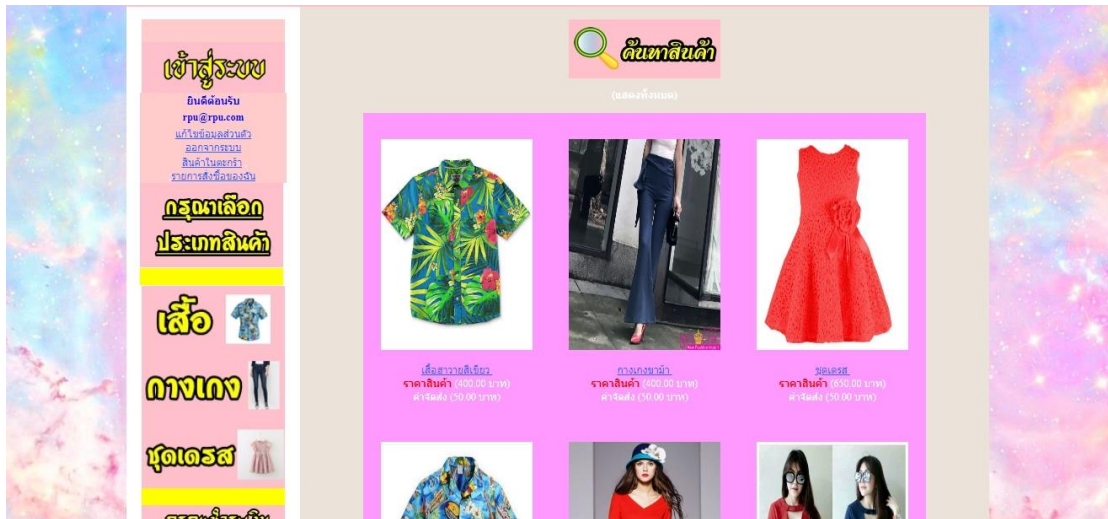 เข้าสู่ระบบ
ยินดีต้อนรับ
rpu@rpu.com
แก้ไขข้อมูลส่วนตัว
ออกจากระบบ
สินค้าในตะกร้า
รายการสั่งซื้อของฉัน
กรุณาเลือก
ประเภทสินค้า
เสื้อ
กางเกง
ชุดเดรส
ค้นหาสินค้า
(แสดงทั้งหมด)
เสื้อฮาวายสีเขียว
ราคาสินค้า (400.00 บาท)
ค่าจัดส่ง (50.00 บาท)
กางเกงขาม้า
ราคาสินค้า (400.00 บาท)
ค่าจัดส่ง (50.00 บาท)
ชุดเดรส
ราคาสินค้า (650.00 บาท)
ค่าจัดส่ง (50.00 บาท)